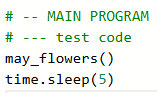 # -- MAIN PROGRAM
# --- test code
may_flowers()
time.sleep(5)